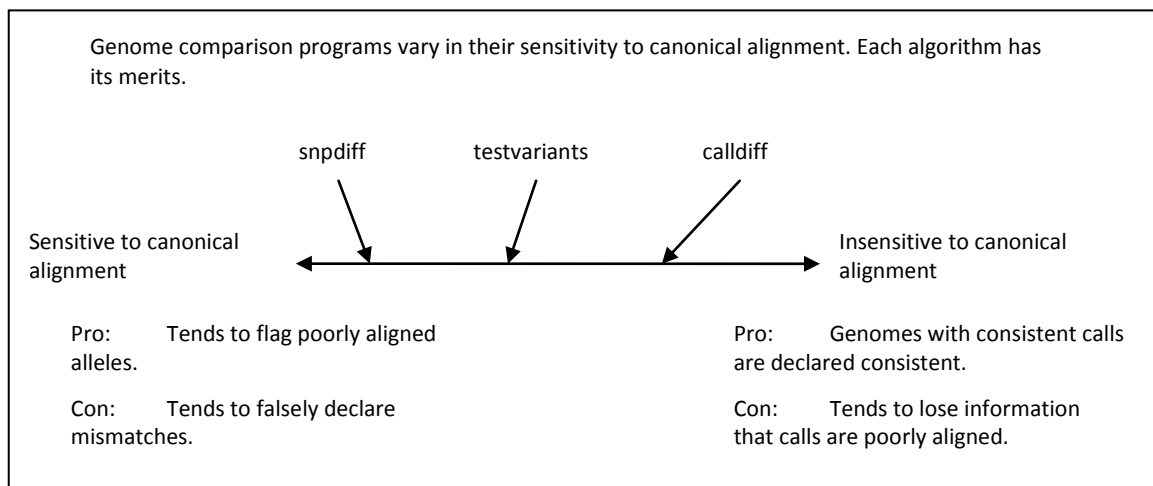 Genome comparison programs vary in their sensitivity to canonical alignment. Each algorithm has
its merits.
snpdiff
testvariants
calldiff
Sensitive to canonical
alignment
Insensitive to canonical
alignment
Pro: Tends to flag poorly aligned
alleles.
Con: Tends to falsely declare
mismatches.
Pro: Genomes with consistent calls
are declared consistent.
Con: Tends to lose information
that calls are poorly aligned.